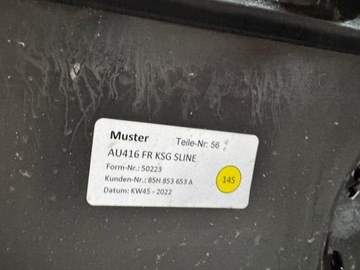 Muster Teile-Nr: 56
AU416 FR KSG SLINE
Form-Nr.: 50223
Kunden-Nr.: 85H 853 653 A
Datum: KW45 - 2022
145